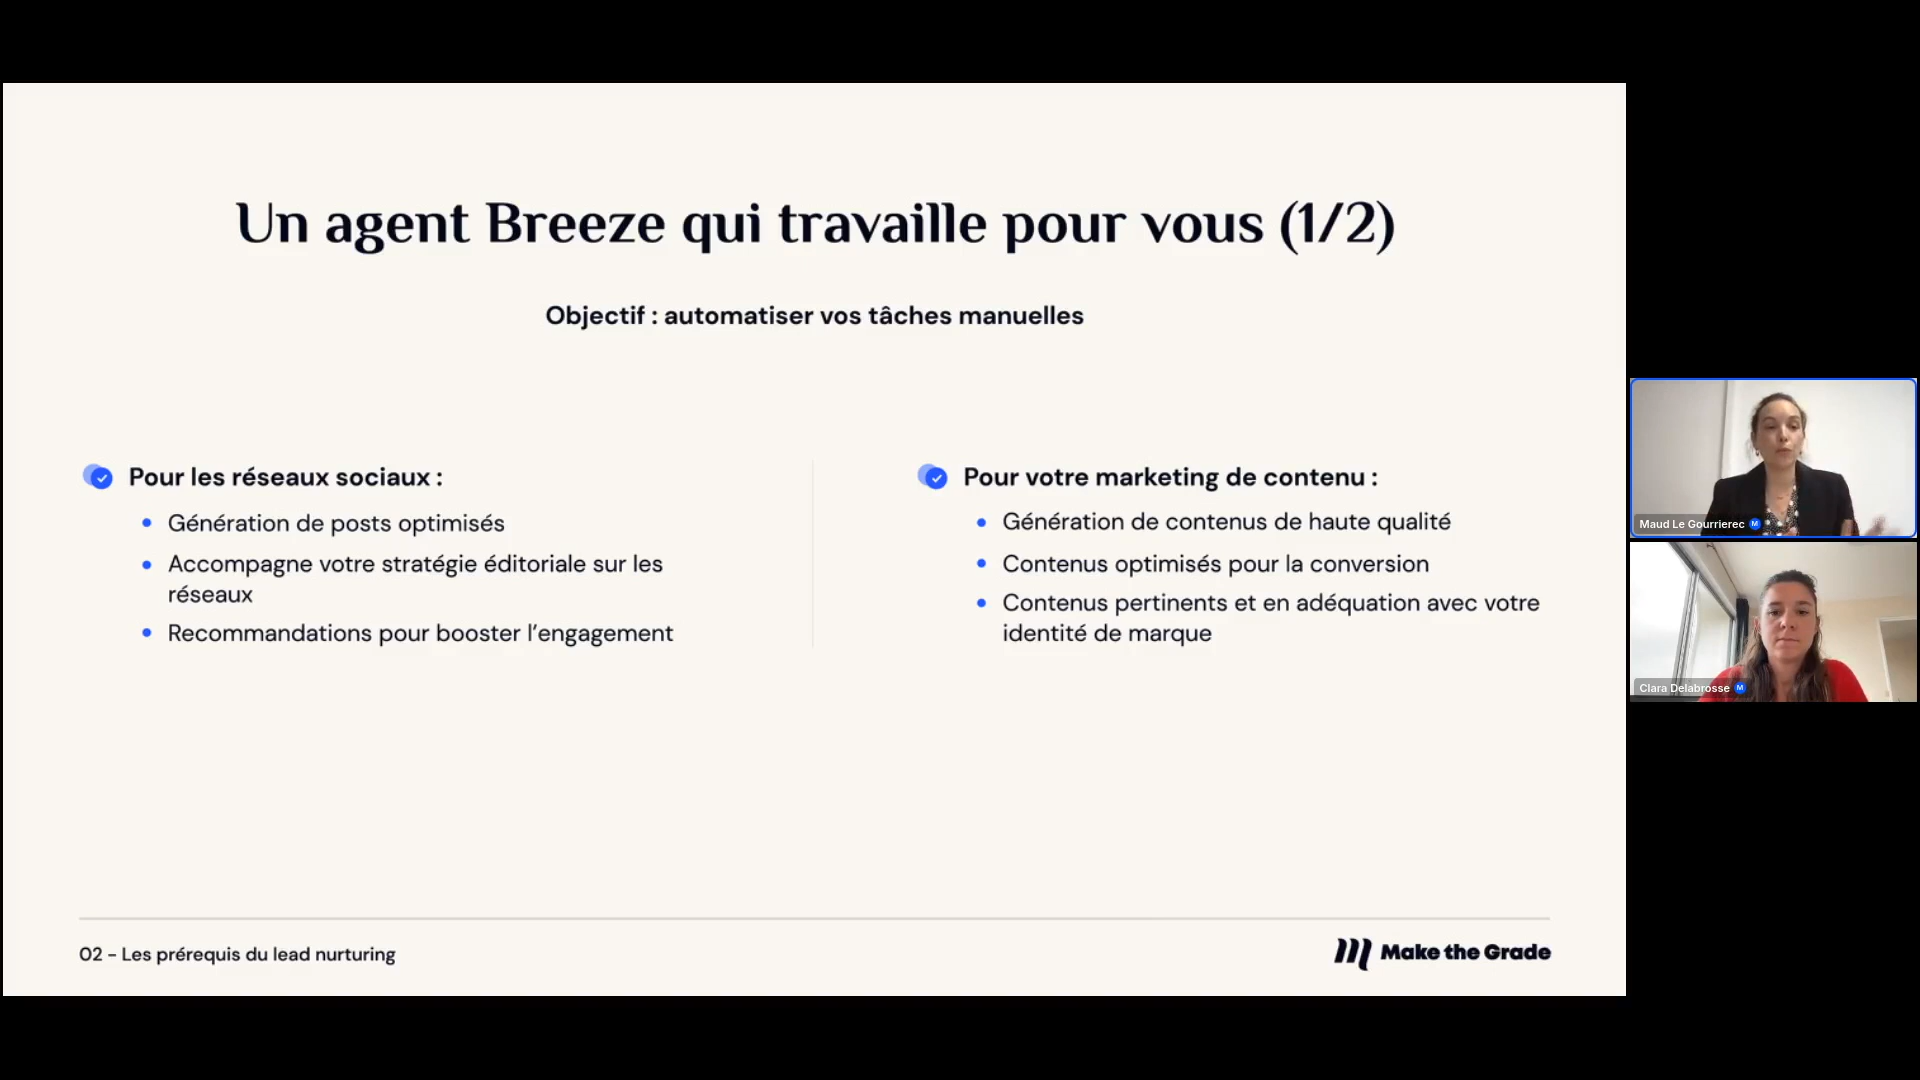 Un agent Breeze qui travaille pour vous (1/2)
Objectif : automatiser vos tâches manuelles
Pour les réseaux sociaux :
Génération de posts optimisés
Accompagne votre stratégie éditoriale sur les
réseaux
Recommandations pour booster l’engagement
Pour votre marketing de contenu :
Génération de contenus de haute qualité
Contenus optimisés pour la conversion
Contenus pertinents et en adéquation avec votre
identité de marque
02 - Les prérequis du lead nurturing
Make the Grade
Maud Le Gourrierec M
Clara Delabrosse M